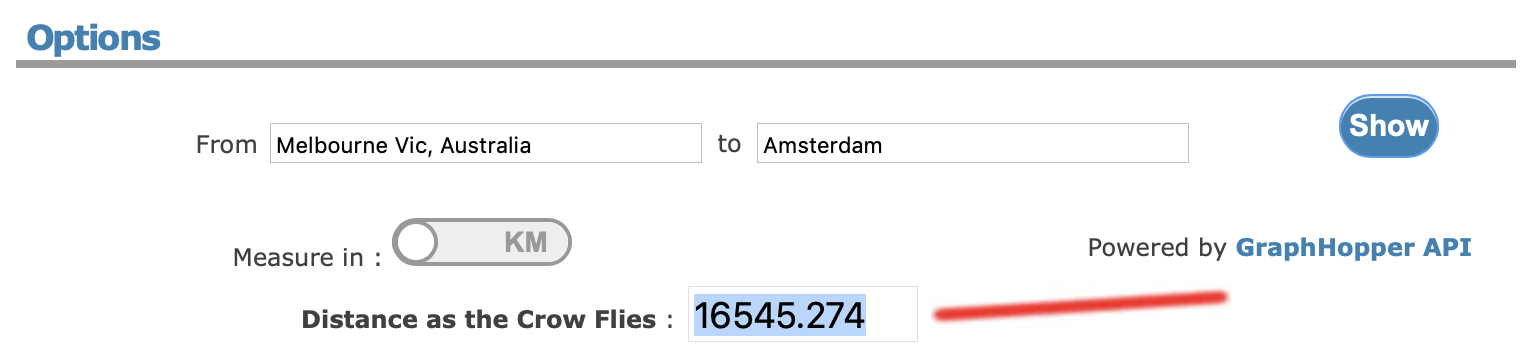 Options
From Melbourne Vic, Australia to Amsterdam Show
Measure in : KM Powered by GraphHopper API
Distance as the Crow Flies : 16545.274